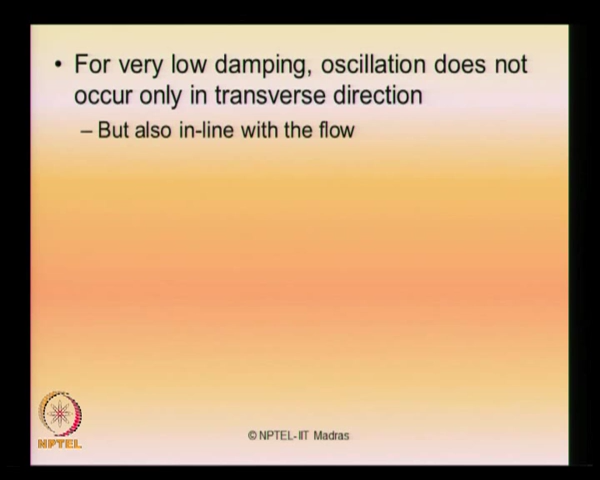 • For very low damping, oscillation does not
occur only in transverse direction
– But also in-line with the flow
NPTEL
© NPTEL-IIT Madras